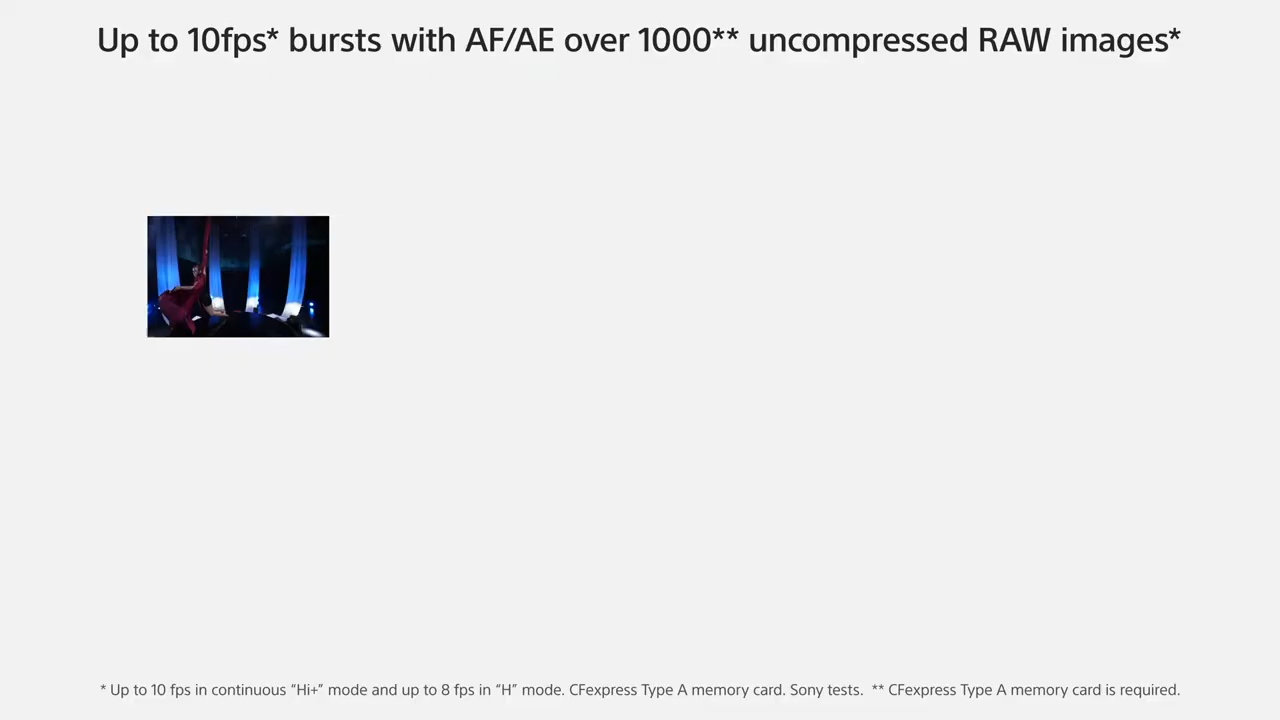 Up to 10fps* bursts with AF/AE over 1000** uncompressed RAW images*
* Up to 10 fps in continuous “Hi+” mode and up to 8 fps in “H” mode. CFexpress Type A memory card. Sony tests.  ** CFexpress Type A memory card is required.